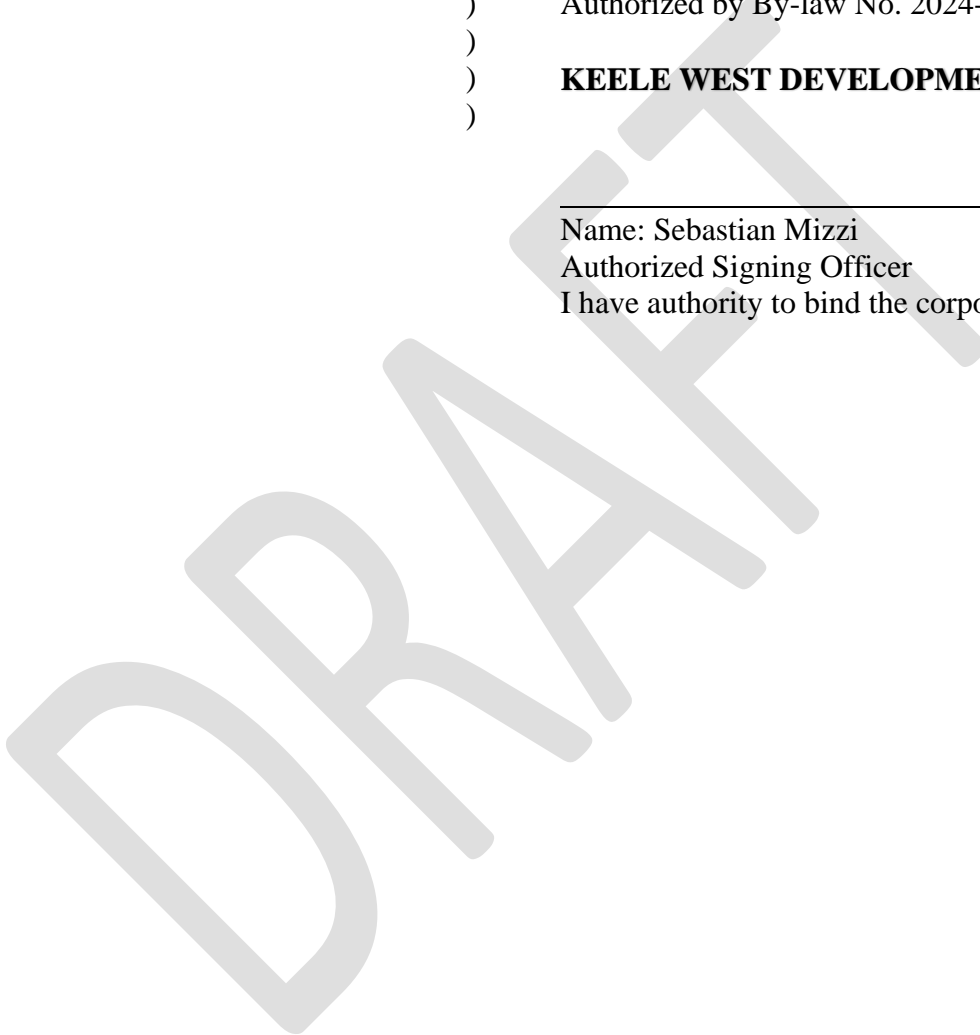 ) Authorized by By-law No. 2024-
)
) KEELE WEST DEVELOPME
)
Name: Sebastian Mizzi
Authorized Signing Officer
I have authority to bind the corpo
DRAFT